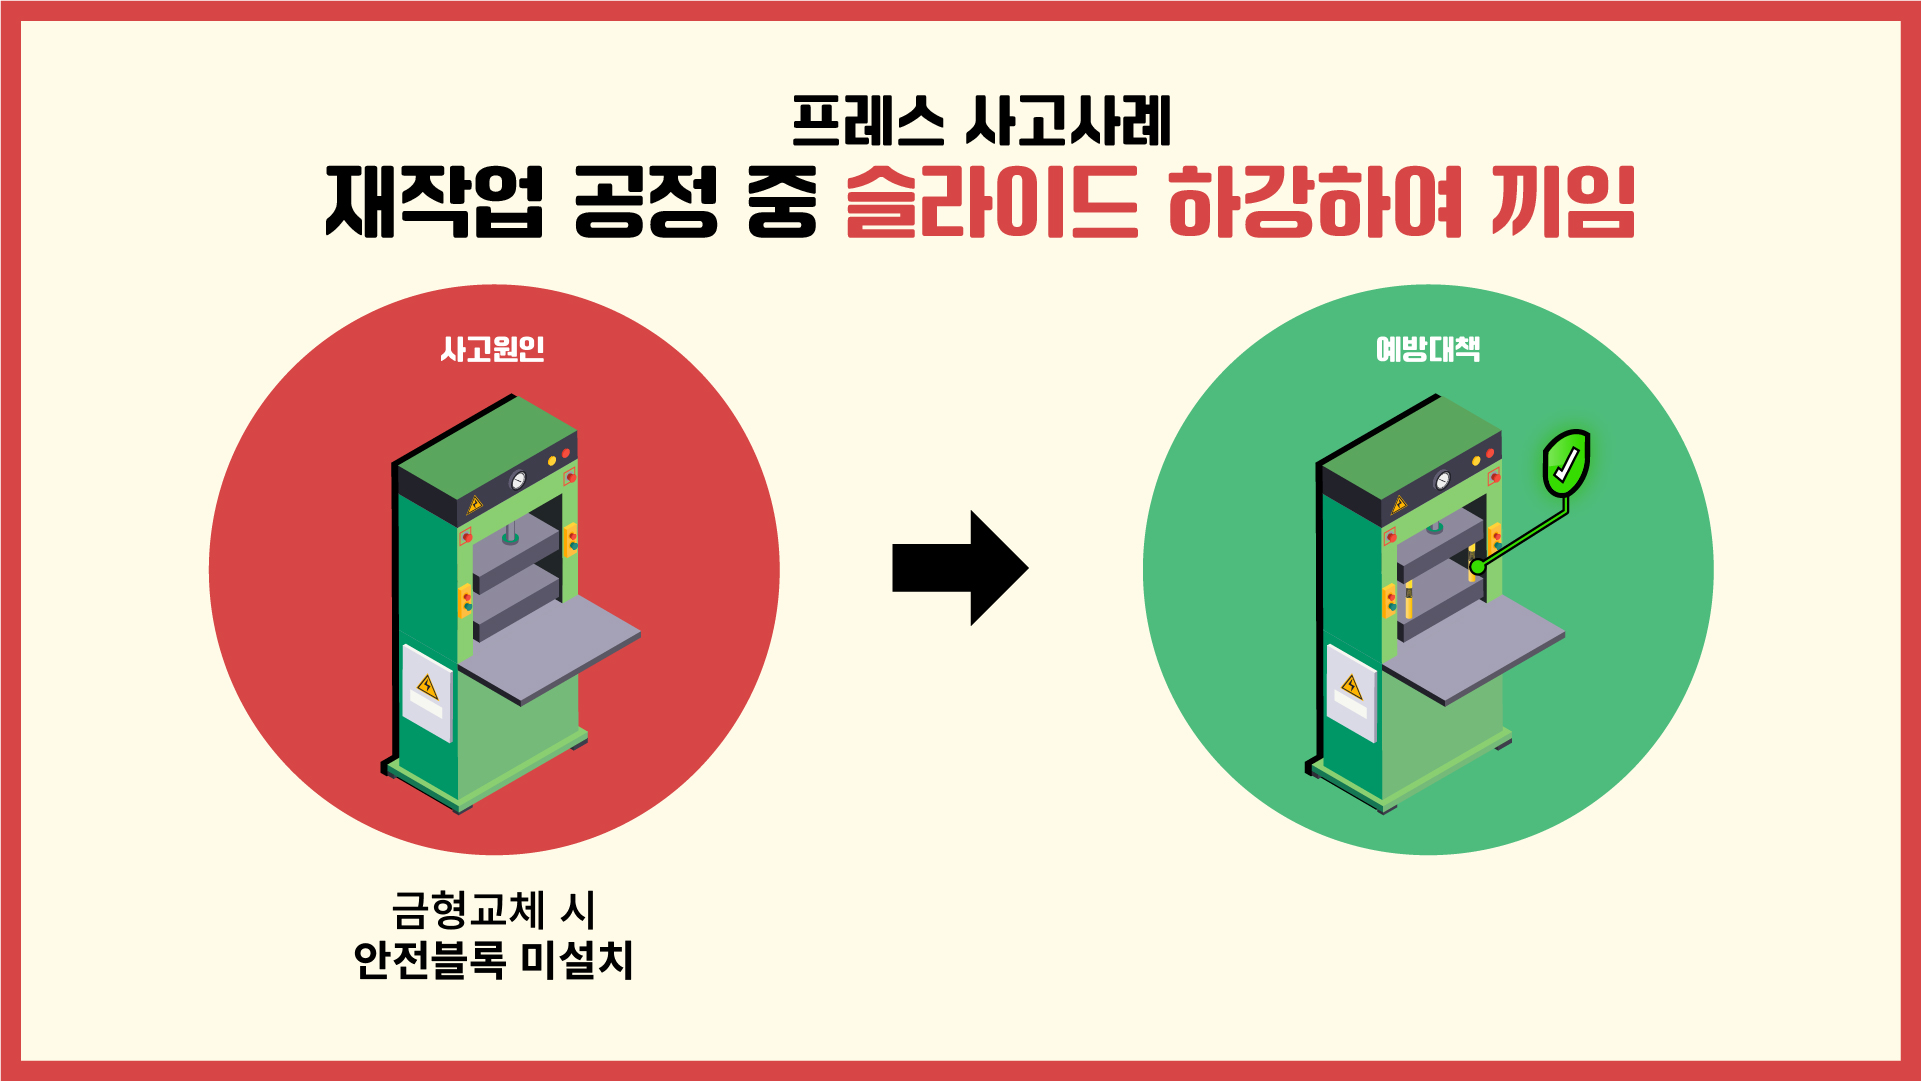 프레스 사고사례
재작업 공정 중 슬라이드 하강하여 끼임
사고원인
예방대책
금형교체 시
안전블록 미설치